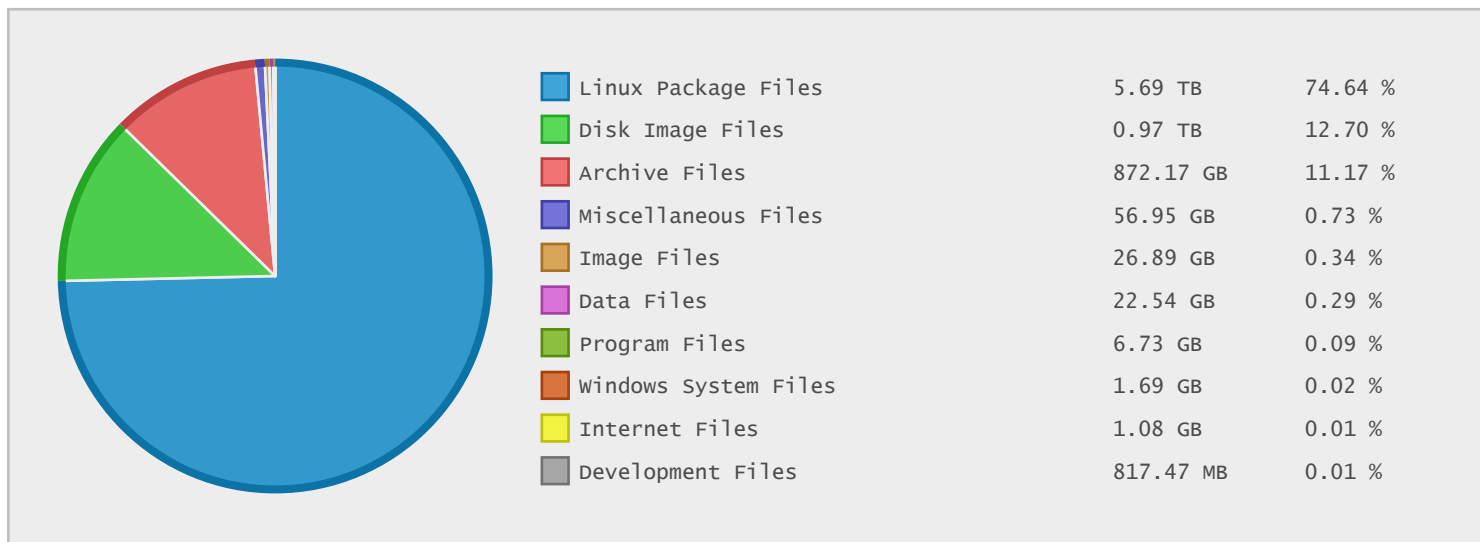 Linux Package Files 5.69 TB 74.64 %
Disk Image Files 0.97 TB 12.70 %
Archive Files 872.17 GB 11.17 %
Miscellaneous Files 56.95 GB 0.73 %
Image Files 26.89 GB 0.34 %
Data Files 22.54 GB 0.29 %
Program Files 6.73 GB 0.09 %
Windows System Files 1.69 GB 0.02 %
Internet Files 1.08 GB 0.01 %
Development Files 817.47 MB 0.01 %